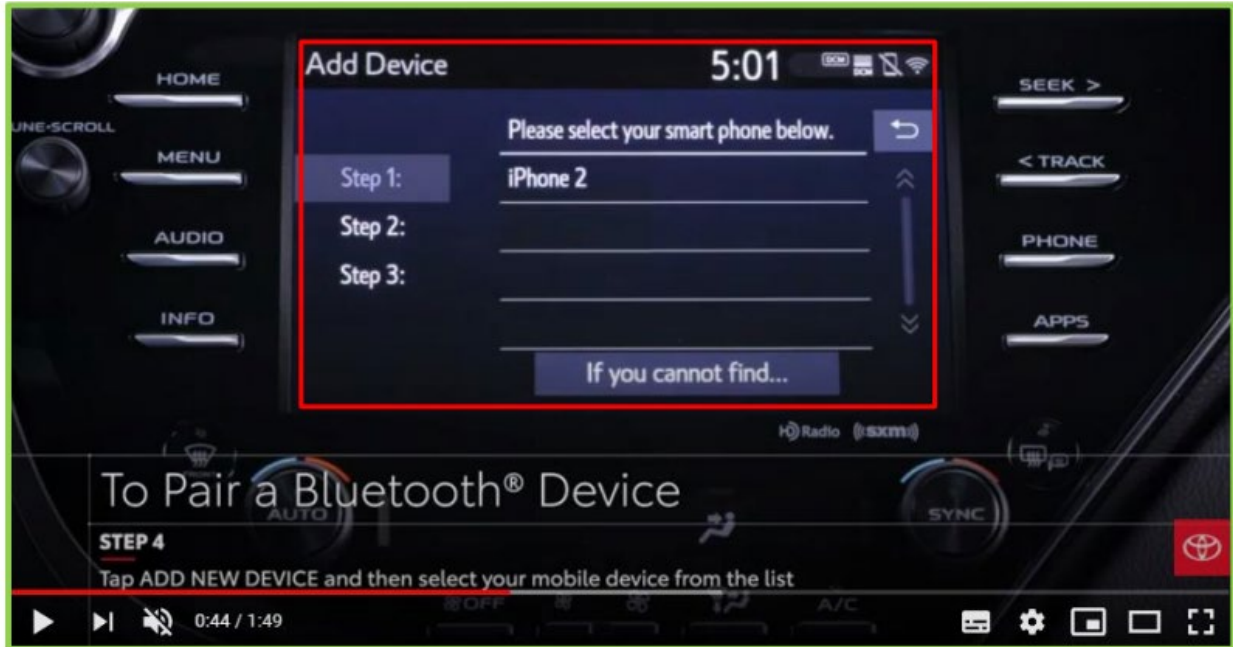 Add Device 5:01
HOME
SEEK >
UNE-SCROLL
Please select your smart phone below.
MENU
< TRACK
Step 1: iPhone 2
Step 2:
AUDIO
PHONE
Step 3:
INFO
APPS
If you cannot find...
HD Radio ((SXM))
To Pair a Bluetooth® Device
AUTO
SYNC
STEP 4
Tap ADD NEW DEVICE and then select your mobile device from the list
OFF A/C
0:44 / 1:49